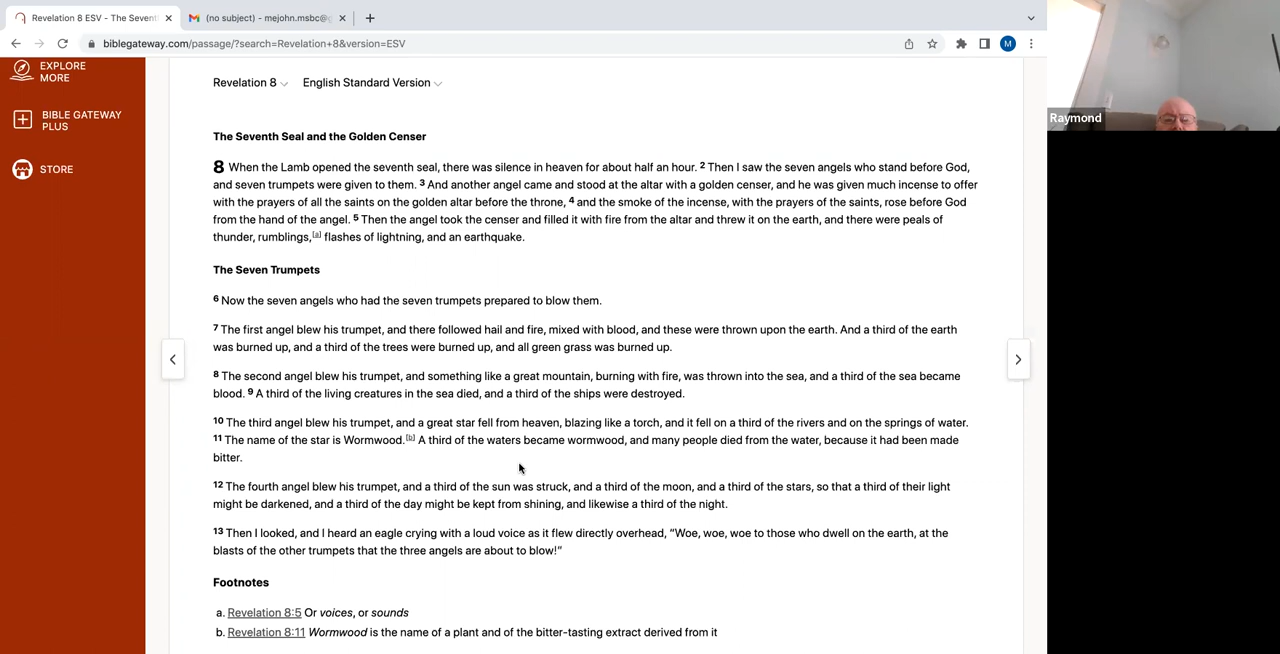 Revelation 8 ESV - The Sevent
(no subject) - mejohn.msbc@g
biblegateway.com/passage/?search=Revelation+8&version=ESV
M
EXPLORE
MORE
BIBLE GATEWAY
PLUS
STORE
Revelation 8 English Standard Version
The Seventh Seal and the Golden Censer
8 When the Lamb opened the seventh seal, there was silence in heaven for about half an hour. 2 Then I saw the seven angels who stand before God,
and seven trumpets were given to them. 3 And another angel came and stood at the altar with a golden censer, and he was given much incense to offer
with the prayers of all the saints on the golden altar before the throne, 4 and the smoke of the incense, with the prayers of the saints, rose before God
from the hand of the angel. 5 Then the angel took the censer and filled it with fire from the altar and threw it on the earth, and there were peals of
thunder, rumblings,[a] flashes of lightning, and an earthquake.
The Seven Trumpets
6 Now the seven angels who had the seven trumpets prepared to blow them.
7 The first angel blew his trumpet, and there followed hail and fire, mixed with blood, and these were thrown upon the earth. And a third of the earth
was burned up, and a third of the trees were burned up, and all green grass was burned up.
8 The second angel blew his trumpet, and something like a great mountain, burning with fire, was thrown into the sea, and a third of the sea became
blood. 9 A third of the living creatures in the sea died, and a third of the ships were destroyed.
10 The third angel blew his trumpet, and a great star fell from heaven, blazing like a torch, and it fell on a third of the rivers and on the springs of water.
11 The name of the star is Wormwood.[b] A third of the waters became wormwood, and many people died from the water, because it had been made
bitter.
12 The fourth angel blew his trumpet, and a third of the sun was struck, and a third of the moon, and a third of the stars, so that a third of their light
might be darkened, and a third of the day might be kept from shining, and likewise a third of the night.
13 Then I looked, and I heard an eagle crying with a loud voice as it flew directly overhead, “Woe, woe, woe to those who dwell on the earth, at the
blasts of the other trumpets that the three angels are about to blow!”
Footnotes
a. Revelation 8:5 Or voices, or sounds
b. Revelation 8:11 Wormwood is the name of a plant and of the bitter-tasting extract derived from it
Raymond